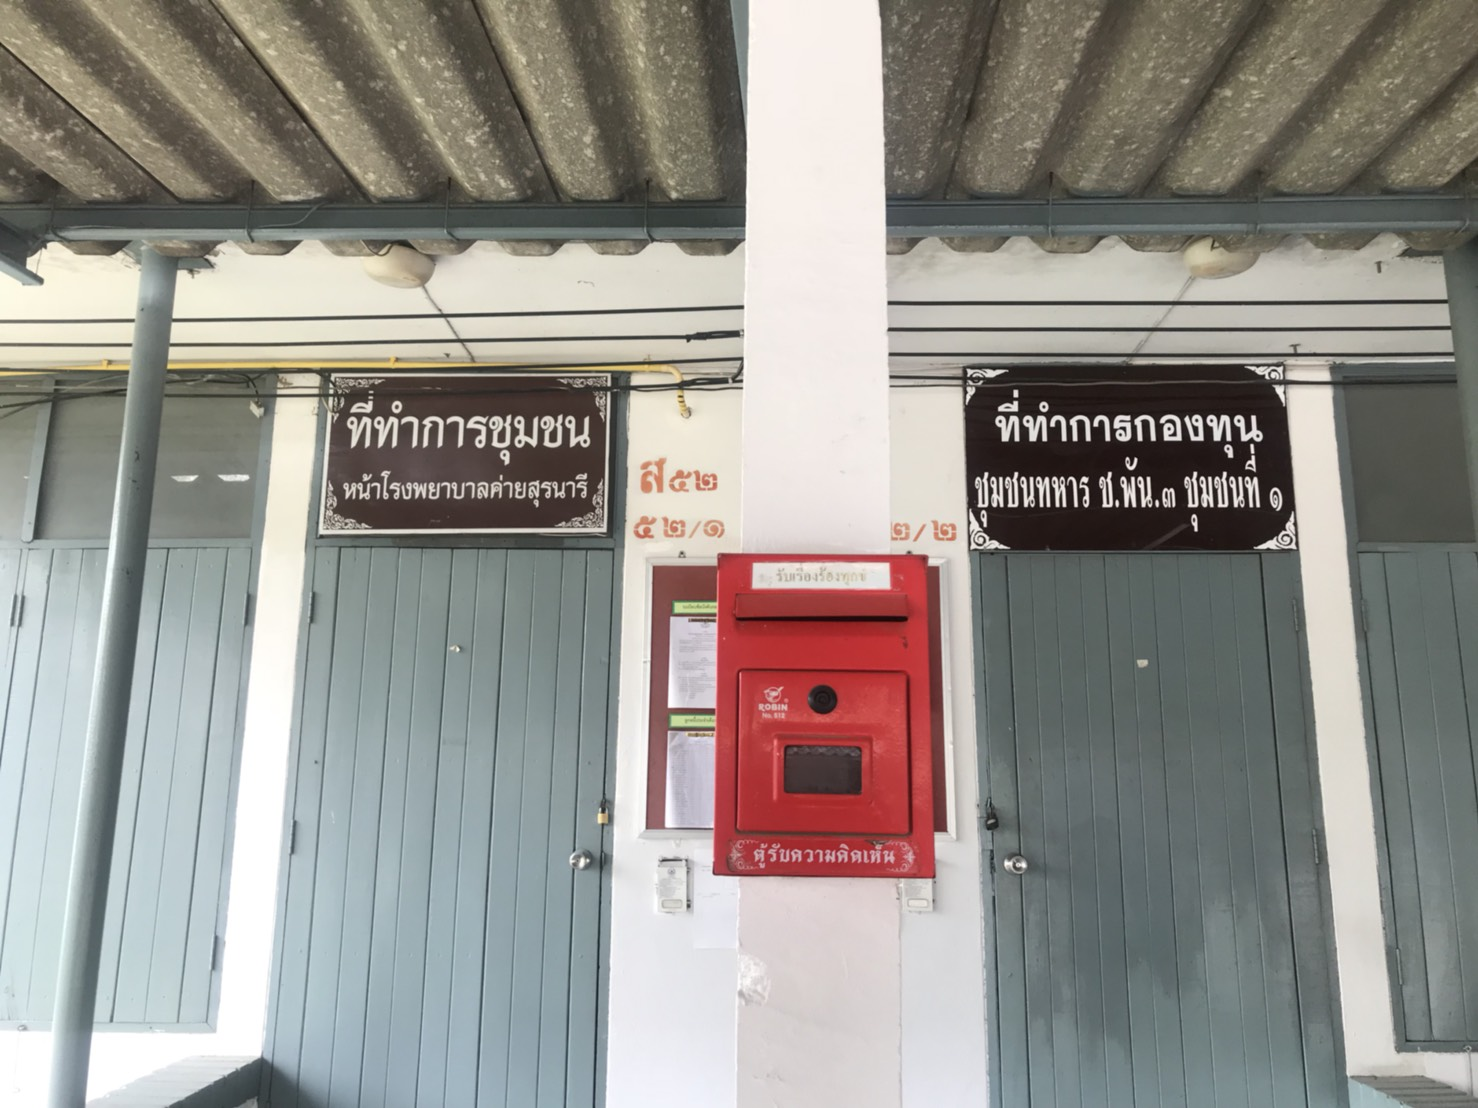 ที่ทำการชุมชน
หน้าโรงพยาบาลค่ายสุรนารี
ส๕๒
๕๒/๑
ที่ทำการกองทุน
ชุมชนทหาร ช.พัน.๓ ชุมชนที่ ๑
๒/๒
รับเรื่องร้องทุกข์
ROBIN
No. 512
ตู้รับความคิดเห็น